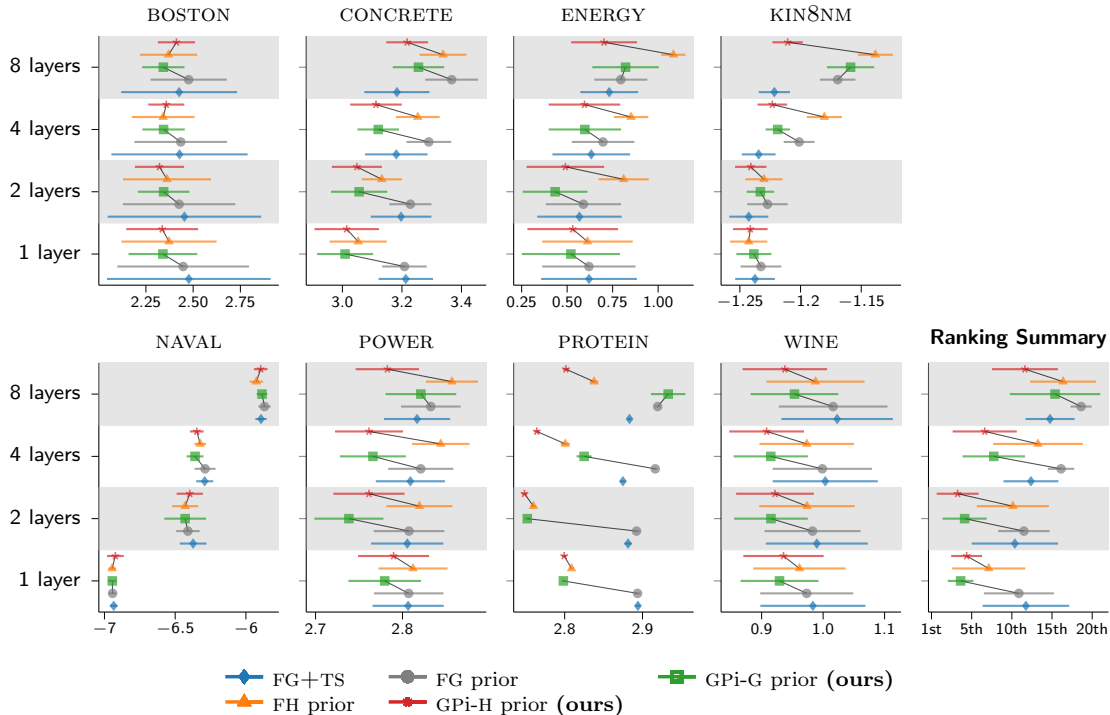 BOSTON CONCRETE ENERGY KIN8NM
8 layers
4 layers
2 layers
1 layer
2.25 2.50 2.75 3.0 3.2 3.4 0.25 0.50 0.75 1.00 −1.25 −1.2 −1.15
NAVAL POWER PROTEIN WINE Ranking Summary
8 layers
4 layers
2 layers
1 layer
−7 −6.5 −6 2.7 2.8 2.8 2.9 0.9 1.0 1.1 1st 5th 10th 15th 20th
FG+TS FG prior GPi-G prior (ours)
FH prior GPi-H prior (ours)